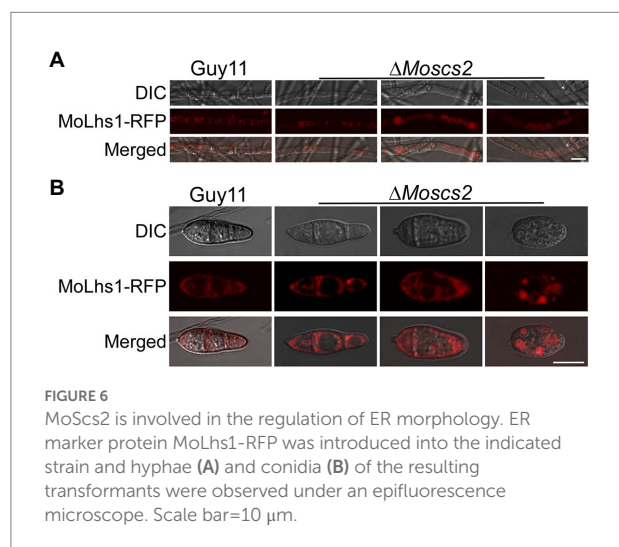 A
Guy11 ΔMoscs2
DIC
MoLhs1-RFP
Merged
B
Guy11 ΔMoscs2
DIC
MoLhs1-RFP
Merged
FIGURE 6
MoScs2 is involved in the regulation of ER morphology. ER
marker protein MoLhs1-RFP was introduced into the indicated
strain and hyphae (A) and conidia (B) of the resulting
transformants were observed under an epifluorescence
microscope. Scale bar=10 μm.